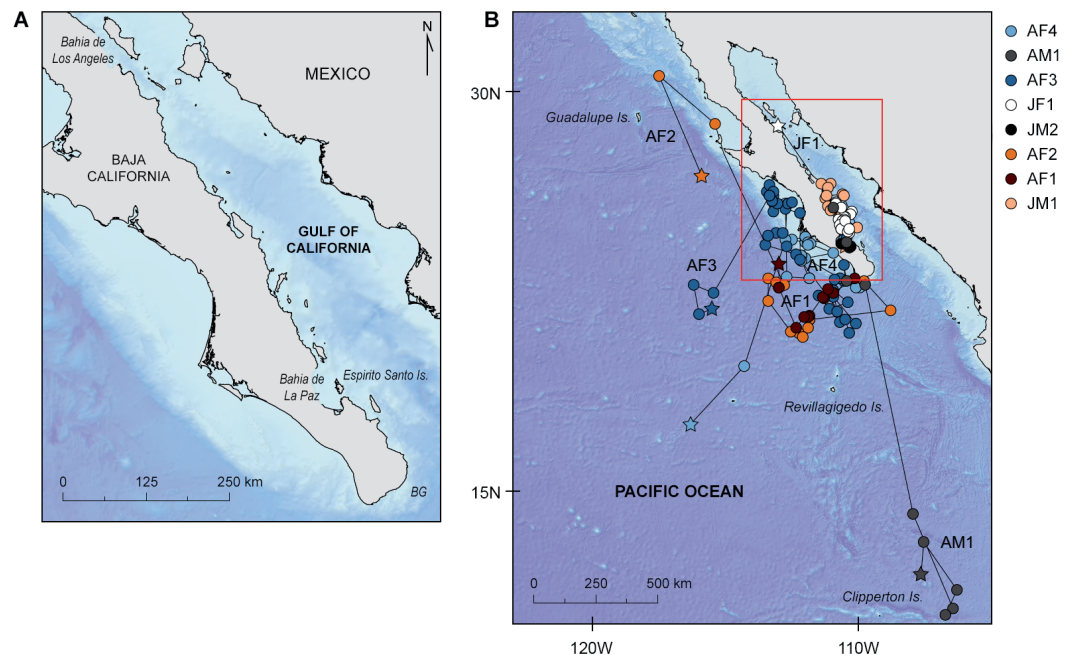 A
N
Bahia de
Los Angeles
MEXICO
BAJA
CALIFORNIA
GULF OF
CALIFORNIA
Bahia de
La Paz
Espirito Santo Is.
0 125 250 km
BG
B
30N
Guadalupe Is.
AF2
JF1
AF3
AF4
AF1
Revillagigedo Is.
15N
PACIFIC OCEAN
AM1
0 250 500 km
Clipperton Is.
120W 110W
AF4
AM1
AF3
JF1
JM2
AF2
AF1
JM1